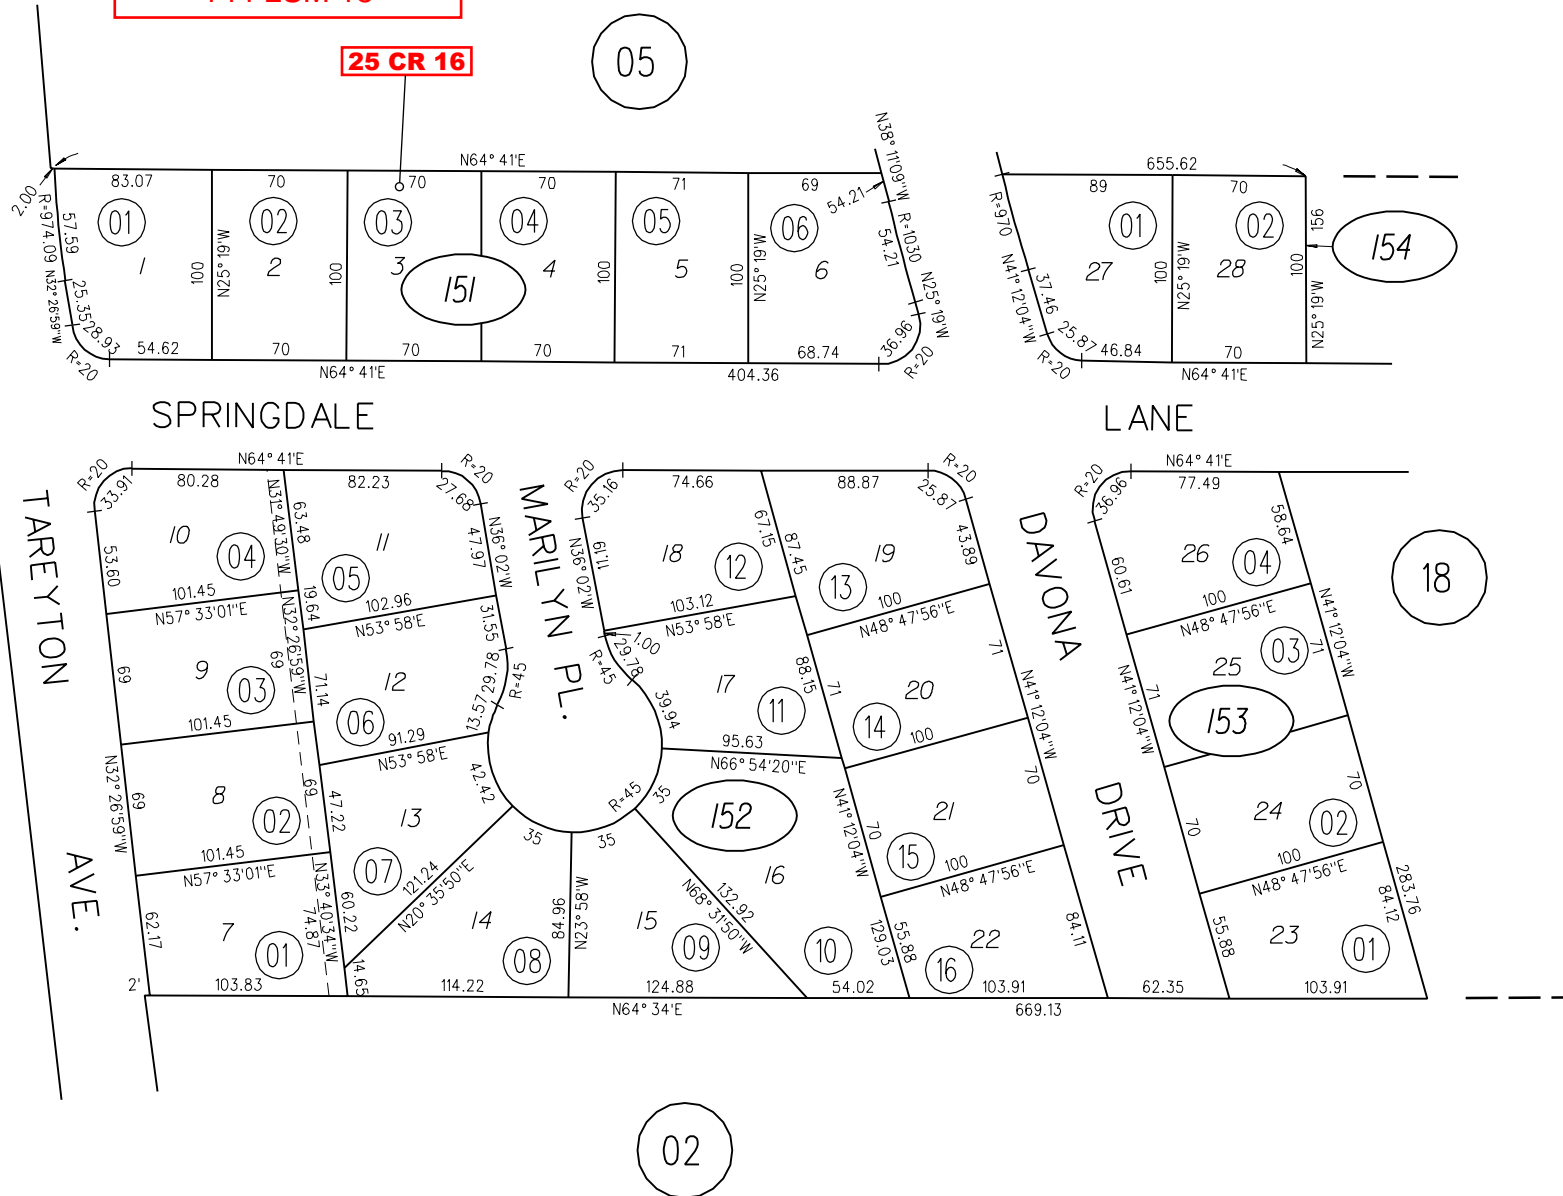 25 CR 16
05
N64° 41'E
83.07
70
70
70
71
69
2.00
R=974.09
N32° 26'59"W
57.59
25.35
28.93
R=20
01
1
100
N25° 19'W
02
2
100
03
3
151
04
4
100
05
5
100
N25° 19'W
06
6
N38° 11'09"W
54.21
R=1030
54.21
N25° 19'W
36.96
R=20
54.62
70
70
70
71
68.74
N64° 41'E
404.36
655.62
89
70
R=970
N41° 12'04"W
37.46
25.87
R=20
01
27
100
N25° 19'W
02
28
100
156
N25° 19'W
154
46.84
70
N64° 41'E
SPRINGDALE
LANE
TAREYTON
AVE.
MARILYN PL.
DAVONA
DRIVE
N64° 41'E
R=20
33.91
80.28
82.23
27.68
R=20
10
04
53.60
N31° 49'30"W
63.48
11
05
47.97
N36° 02'W
101.45
N57° 33'01"E
19.64
102.96
N53° 58'E
N32° 26'59"W
9
03
69
69
71.14
12
06
31.55
29.78
R=45
13.57
101.45
91.29
N53° 58'E
N32° 26'59"W
69
8
02
69
47.22
13
07
42.42
101.45
N57° 33'01"E
121.24
N20° 35'50"E
62.17
7
01
N33° 40'34"W
74.87
60.22
14.65
14
08
84.96
N23° 58'W
35
35
R=45
35
15
09
N68° 31'50"W
132.92
2'
103.83
114.22
124.88
54.02
103.91
62.35
103.91
N64° 34'E
669.13
R=20
35.16
74.66
88.87
25.87
R=20
N36° 02'W
11.19
18
12
67.15
87.45
19
13
43.89
103.12
N53° 58'E
100
N48° 47'56"E
1.00
29.78
R=45
39.94
17
11
88.15
71
20
14
71
N41° 12'04"W
95.63
N66° 54'20"E
100
152
16
10
N41° 12'04"W
70
21
15
70
100
N48° 47'56"E
129.03
55.88
22
16
84.11
R=20
36.96
N64° 41'E
77.49
60.61
26
04
58.64
100
N48° 47'56"E
N41° 12'04"W
25
03
71
71
N41° 12'04"W
153
24
02
70
70
100
N48° 47'56"E
55.88
23
01
84.12
283.76
18
02